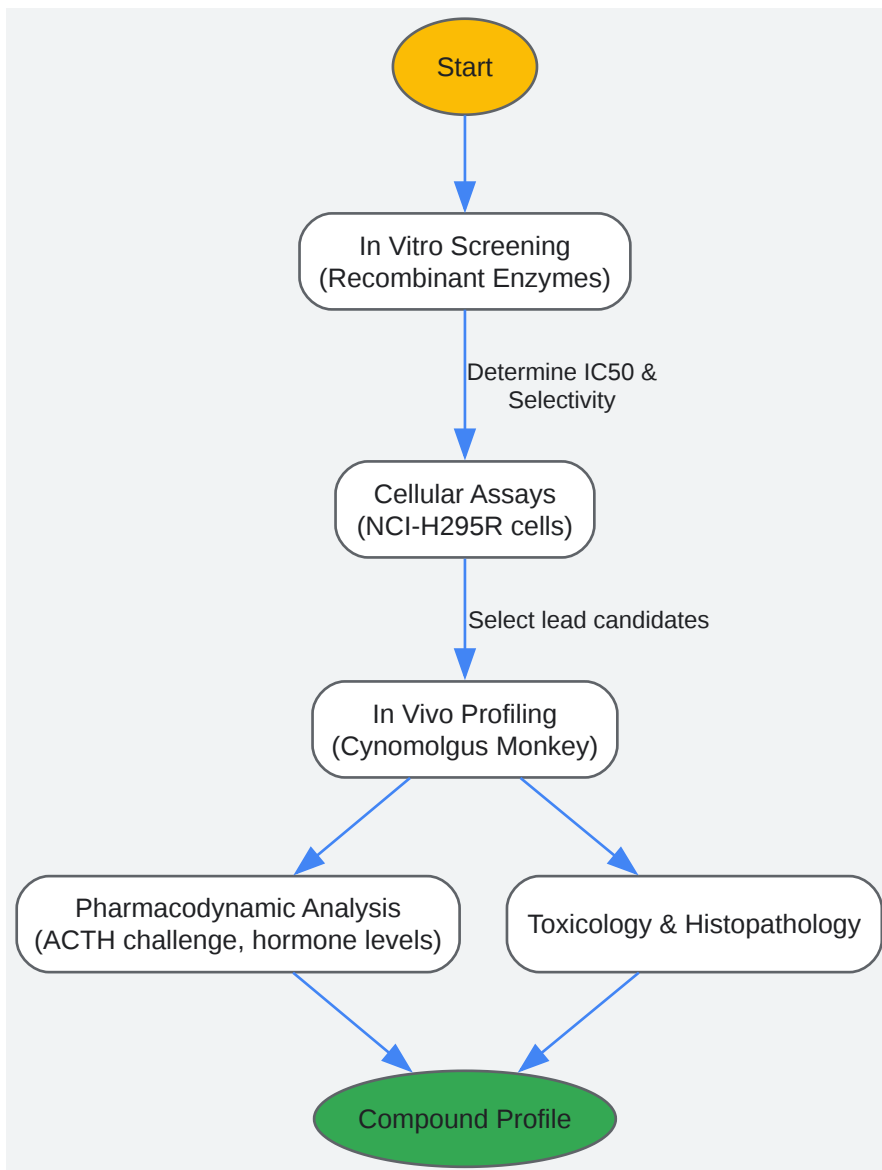 Start
In Vitro Screening
(Recombinant Enzymes)
Determine IC50 &
Selectivity
Cellular Assays
(NCI-H295R cells)
Select lead candidates
In Vivo Profiling
(Cynomolgus Monkey)
Pharmacodynamic Analysis
(ACTH challenge, hormone levels)
Toxicology & Histopathology
Compound Profile